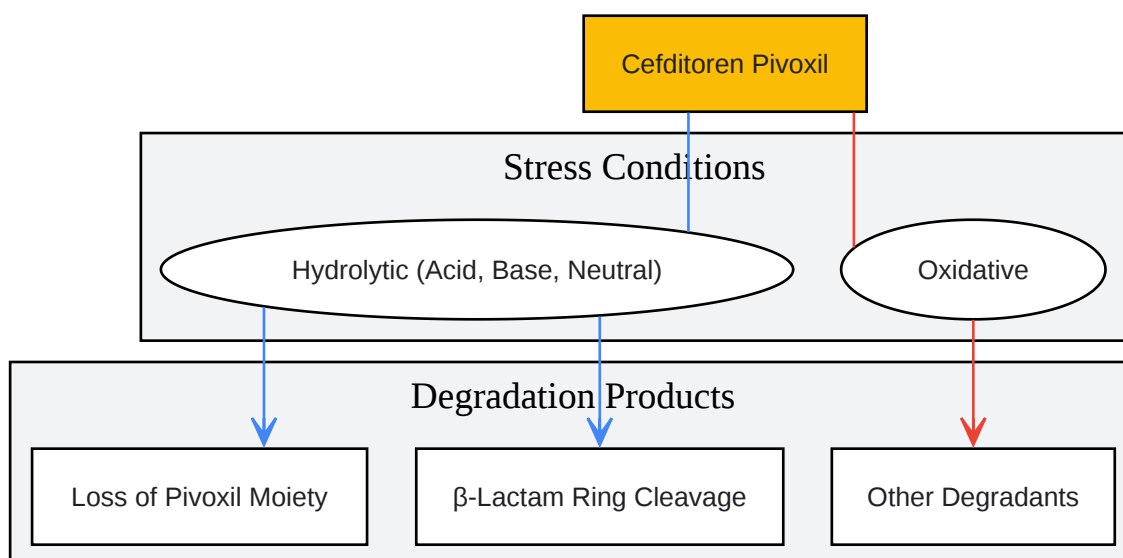 Cefditoren Pivoxil
Stress Conditions
Hydrolytic (Acid, Base, Neutral)
Oxidative
Degradation Products
Loss of Pivoxil Moiety
β-Lactam Ring Cleavage
Other Degradants